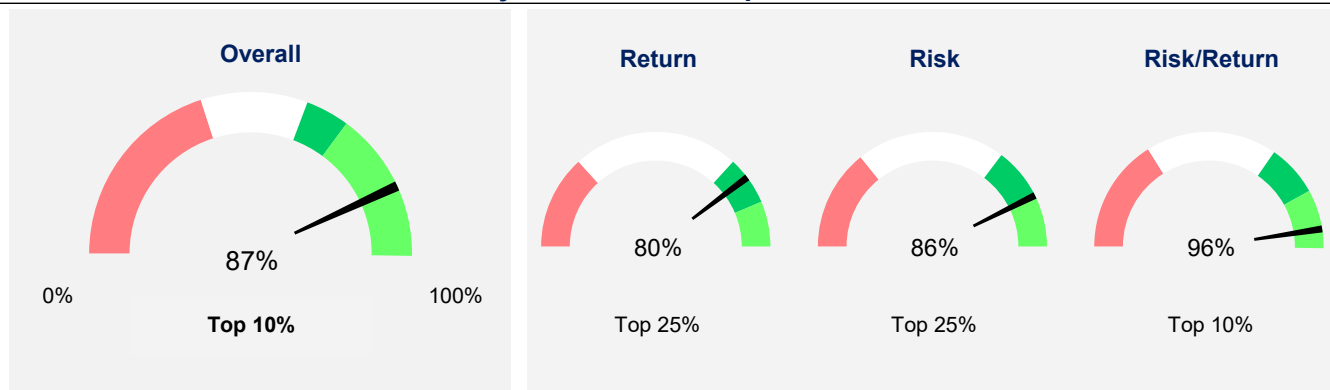 Overall
87%
0%
100%
Top 10%
Return
Risk
Risk/Return
80%
86%
96%
Top 25%
Top 25%
Top 10%